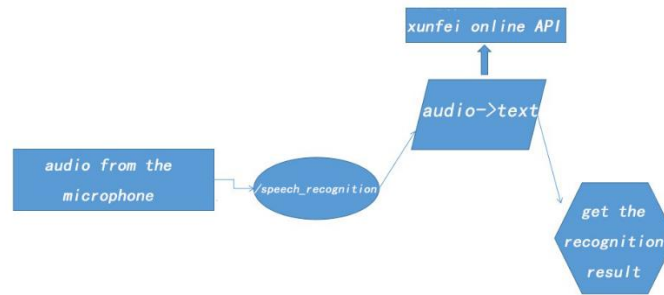 xunfei online API
audio->text
audio from the
microphone
/speech_recognition
get the
recognition
result